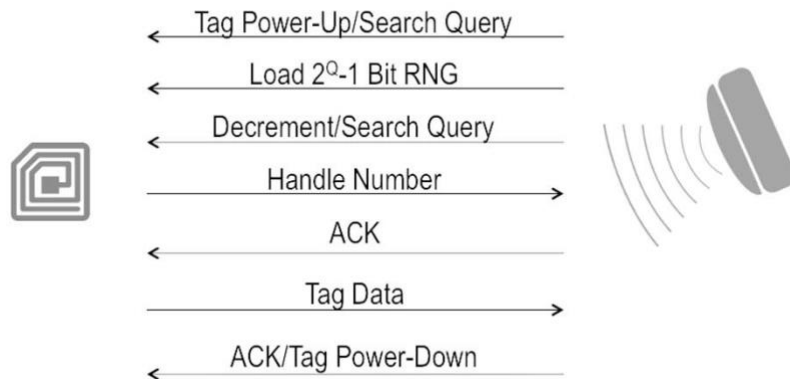 Tag Power-Up/Search Query
Load 2^Q-1 Bit RNG
Decrement/Search Query
Handle Number
ACK
Tag Data
ACK/Tag Power-Down